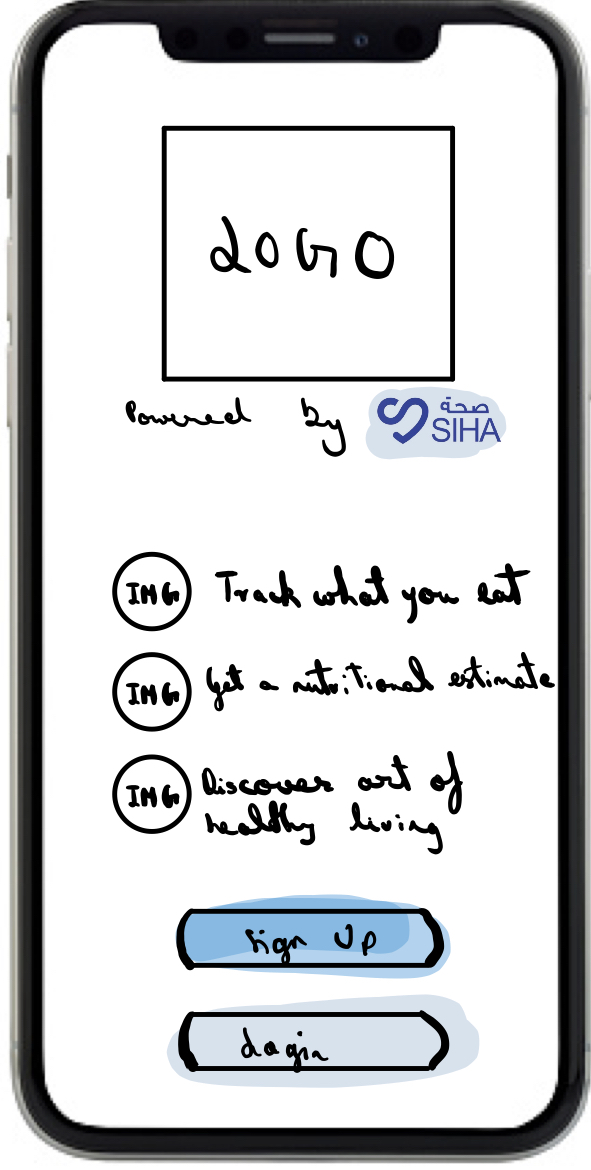 LOGO
Powered by صحة
SIHA
IMG Track what you eat
IMG Get a nutritional estimate
IMG Discover art of
healthy living
Sign Up
Login